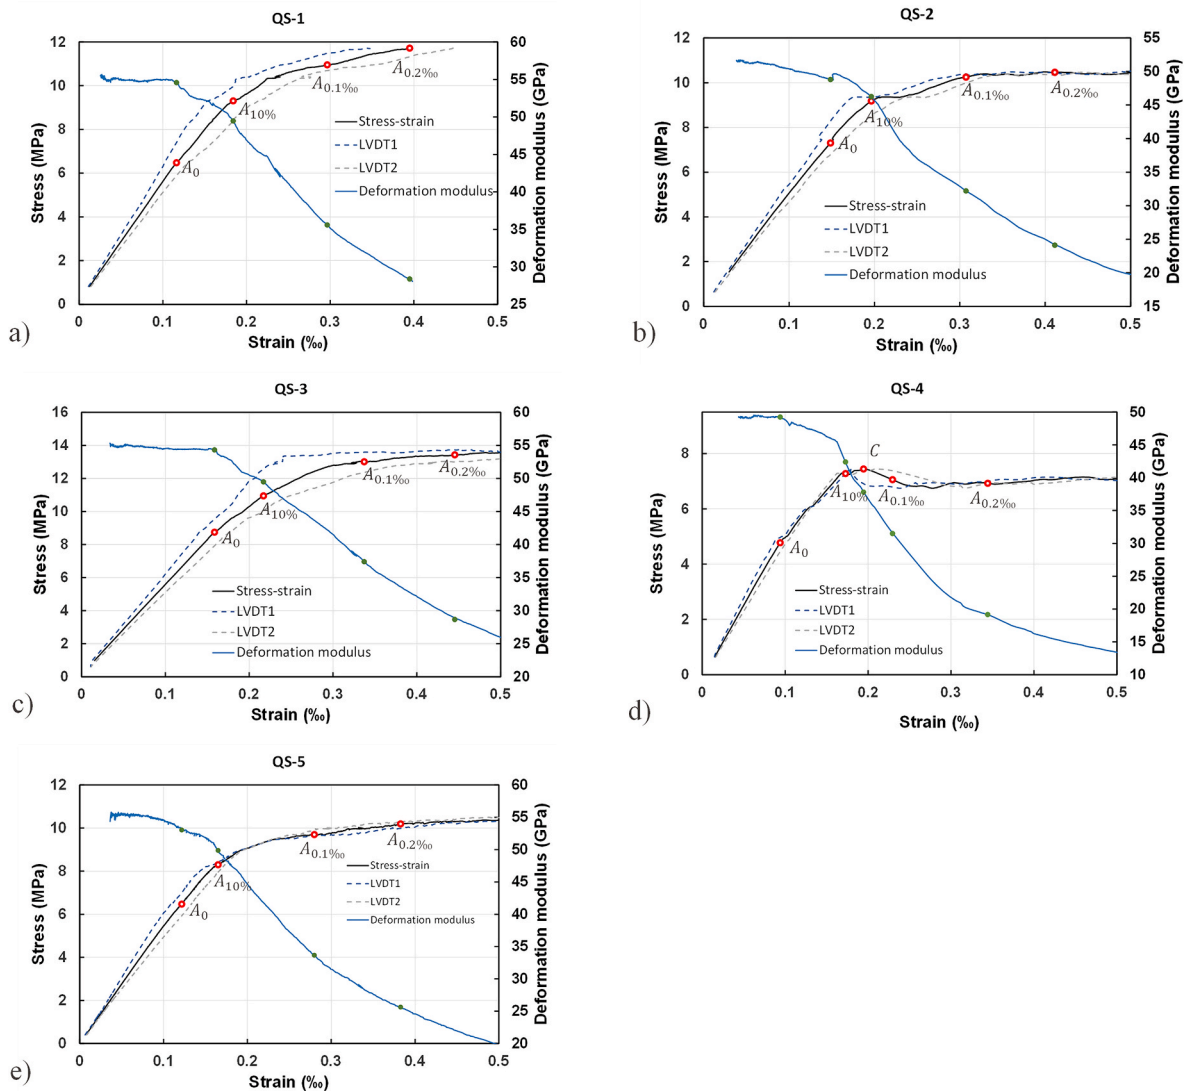 QS-1
Stress (MPa)
12
10
8
6
4
2
0
0
0.1
0.2
0.3
0.4
0.5
Strain (‰)
60
55
50
45
40
35
30
25
Deformation modulus (GPa)
A0
A10%
A0.1‰
A0.2‰
Stress-strain
LVDT1
LVDT2
Deformation modulus
a)
QS-2
Stress (MPa)
12
10
8
6
4
2
0
0
0.1
0.2
0.3
0.4
0.5
Strain (‰)
55
50
45
40
35
30
25
20
15
Deformation modulus (GPa)
A0
A10%
A0.1‰
A0.2‰
Stress-strain
LVDT1
LVDT2
Deformation modulus
b)
QS-3
Stress (MPa)
16
14
12
10
8
6
4
2
0
0
0.1
0.2
0.3
0.4
0.5
Strain (‰)
60
55
50
45
40
35
30
25
20
Deformation modulus (GPa)
A0
A10%
A0.1‰
A0.2‰
Stress-strain
LVDT1
LVDT2
Deformation modulus
c)
QS-4
Stress (MPa)
8
6
4
2
0
0
0.1
0.2
0.3
0.4
0.5
Strain (‰)
50
45
40
35
30
25
20
15
10
Deformation modulus (GPa)
A0
A10%
C
A0.1‰
A0.2‰
Stress-strain
LVDT1
LVDT2
Deformation modulus
d)
QS-5
Stress (MPa)
12
10
8
6
4
2
0
0
0.1
0.2
0.3
0.4
0.5
Strain (‰)
60
55
50
45
40
35
30
25
20
Deformation modulus (GPa)
A0
A10%
A0.1‰
A0.2‰
Stress-strain
LVDT1
LVDT2
Deformation modulus
e)